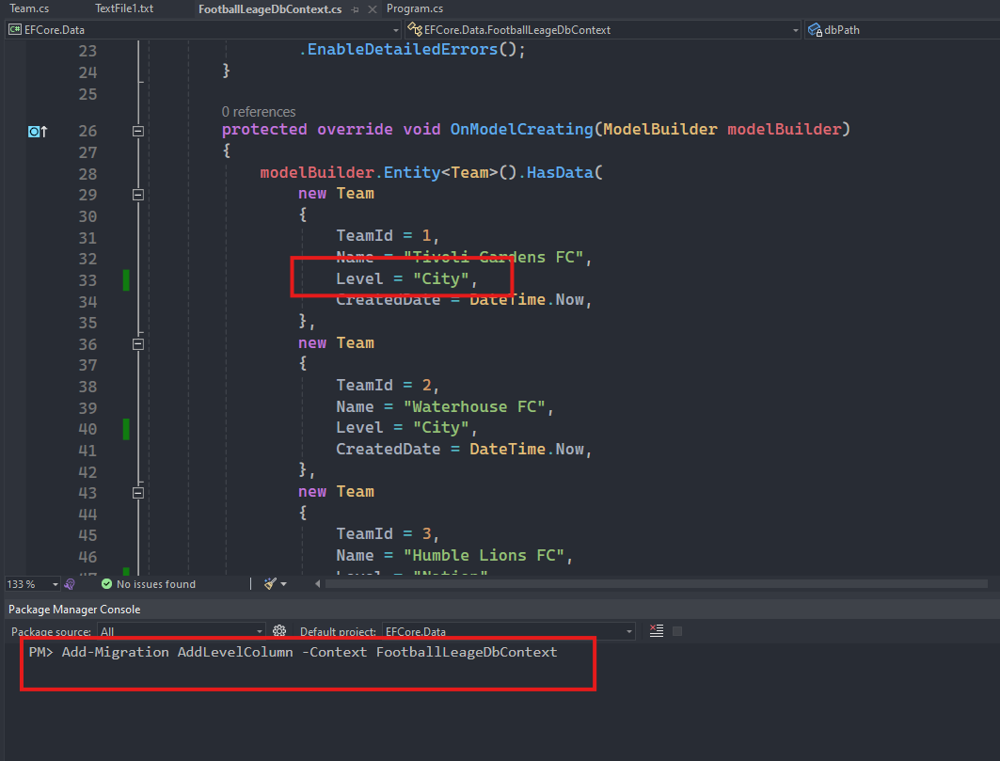 Team.cs TextFile1.txt FootballLeageDbContext.cs Program.cs
C# EFCore.Data EFCore.Data.FootballLeageDbContext dbPath
23 .EnableDetailedErrors();
24 }
25
0 references
26 protected override void OnModelCreating(ModelBuilder modelBuilder)
27 {
28 modelBuilder.Entity<Team>().HasData(
29 new Team
30 {
31 TeamId = 1,
32 Name = "Tivoli Gardens FC",
33 Level = "City",
34 CreatedDate = DateTime.Now,
35 },
36 new Team
37 {
38 TeamId = 2,
39 Name = "Waterhouse FC",
40 Level = "City",
41 CreatedDate = DateTime.Now,
42 },
43 new Team
44 {
45 TeamId = 3,
46 Name = "Humble Lions FC",
47 Level = "Nation"
133 % No issues found
Package Manager Console
Package source: All Default project: EFCore.Data
PM> Add-Migration AddLevelColumn -Context FootballLeageDbContext